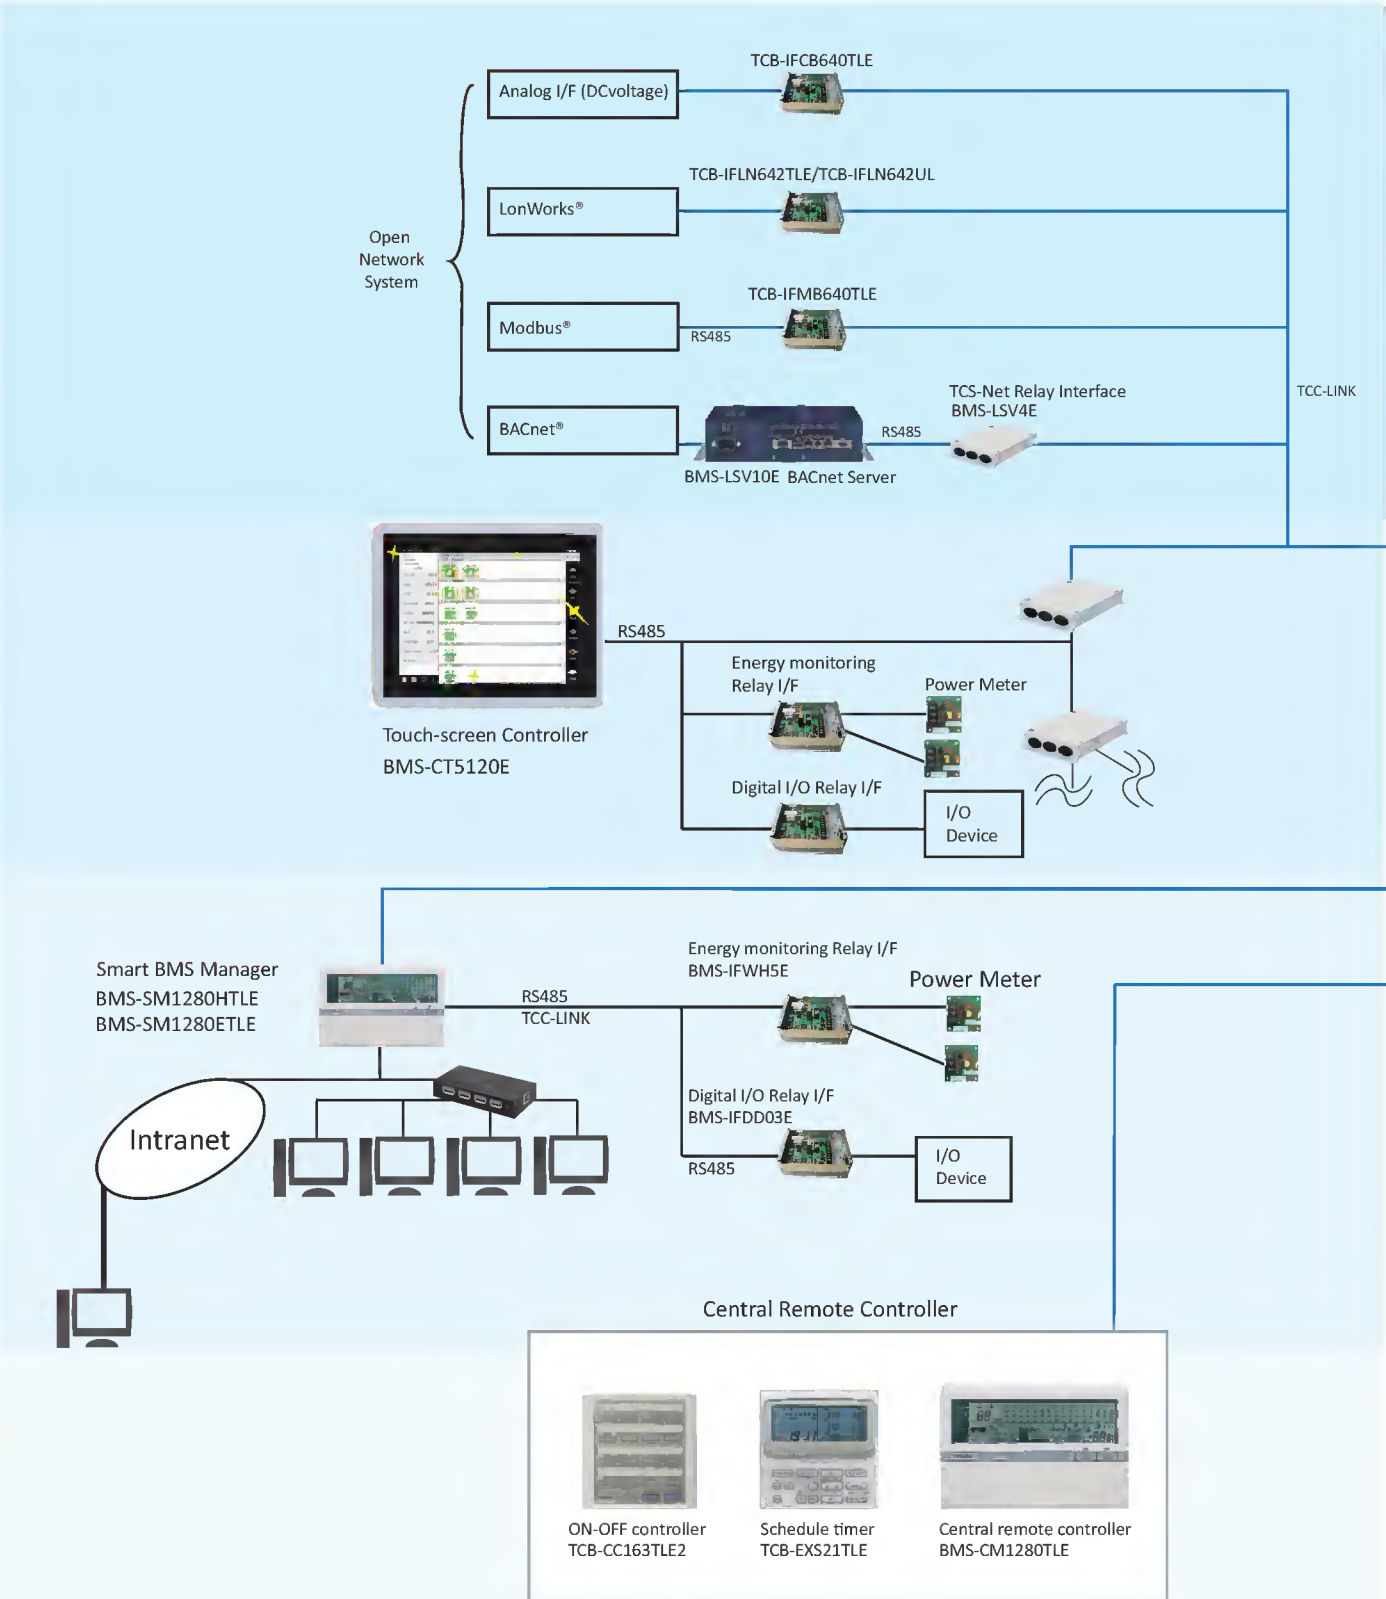 TCB-IFCB640TLE
Analog I/F (DCvoltage)
TCB-IFLN642TLE/TCB-IFLN642UL
LonWorks®
Open
Network
System
TCB-IFMB640TLE
Modbus®
RS485
TCS-Net Relay Interface
BMS-LSV4E
TCC-LINK
BACnet®
RS485
BMS-LSV10E BACnet Server
RS485
Energy monitoring
Relay I/F
Power Meter
Touch-screen Controller
BMS-CT5120E
Digital I/O Relay I/F
I/O
Device
Energy monitoring Relay I/F
BMS-IFWH5E
Smart BMS Manager
BMS-SM1280HTLE
BMS-SM1280ETLE
RS485
TCC-LINK
Power Meter
Digital I/O Relay I/F
BMS-IFDD03E
Intranet
RS485
I/O
Device
Central Remote Controller
ON-OFF controller
TCB-CC163TLE2
Schedule timer
TCB-EXS21TLE
Central remote controller
BMS-CM1280TLE